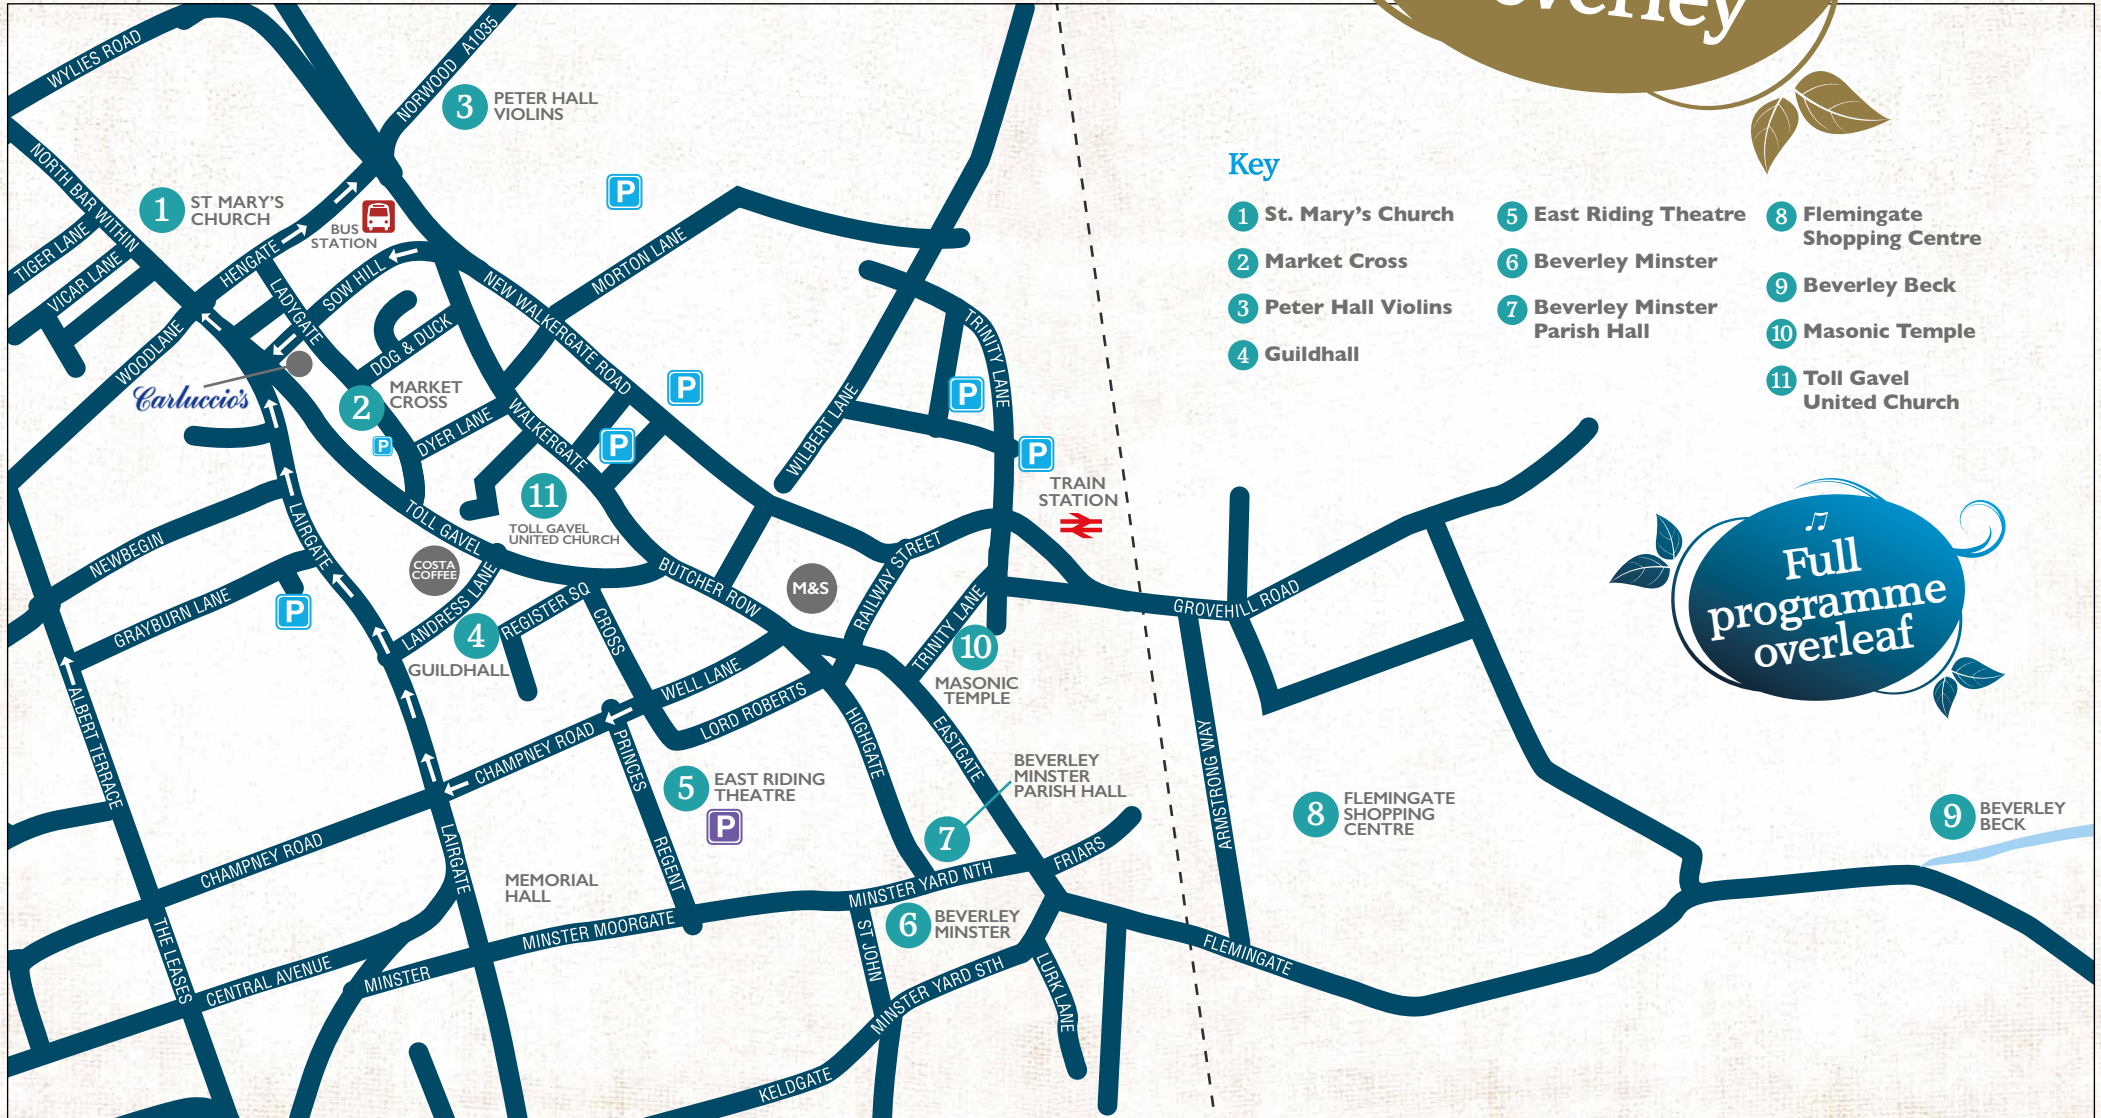 Beverley
WYLIES ROAD
NORWOOD A1035
3
PETER HALL
VIOLINS
NORTH BAR WITHIN
1
ST MARY'S
CHURCH
BUS
STATION
P
TIGER LANE
VICAR LANE
HENGATE
LADYGATE
SOW HILL
MORTON LANE
NEW WALKERGATE ROAD
WOODLANE
DOG & DUCK
TRINITY LANE
Carluccio's
2
MARKET
CROSS
P
DYER LANE
WALKERGATE
P
P
P
P
WILBERT LANE
TRAIN
STATION
11
TOLL GAVEL
UNITED CHURCH
TOLL GAVEL
LAIRGATE
NEWBEGIN
COSTA
COFFEE
LANDRESS LANE
BUTCHER ROW
M&S
RAILWAY STREET
GRAYBURN LANE
P
4
GUILDHALL
REGISTER SQ
CROSS
TRINITY LANE
10
MASONIC
TEMPLE
GROVEHILL ROAD
WELL LANE
LORD ROBERTS
ALBERT TERRACE
CHAMPNEY ROAD
PRINCES
REGENT
HIGHGATE
EASTGATE
ARMSTRONG WAY
5
EAST RIDING
THEATRE
P
BEVERLEY
MINSTER
PARISH HALL
7
8
FLEMINGATE
SHOPPING
CENTRE
9
BEVERLEY
BECK
CHAMPNEY ROAD
LAIRGATE
MEMORIAL
HALL
MINSTER YARD NTH
FRIARS
THE LEASES
CENTRAL AVENUE
MINSTER
MINSTER MOORGATE
ST JOHN
6
BEVERLEY
MINSTER
MINSTER YARD STH
LURK LANE
FLEMINGATE
KELDGATE
Key
1 St. Mary's Church
2 Market Cross
3 Peter Hall Violins
4 Guildhall
5 East Riding Theatre
6 Beverley Minster
7 Beverley Minster
Parish Hall
8 Flemingate
Shopping Centre
9 Beverley Beck
10 Masonic Temple
11 Toll Gavel
United Church
Full
programme
overleaf